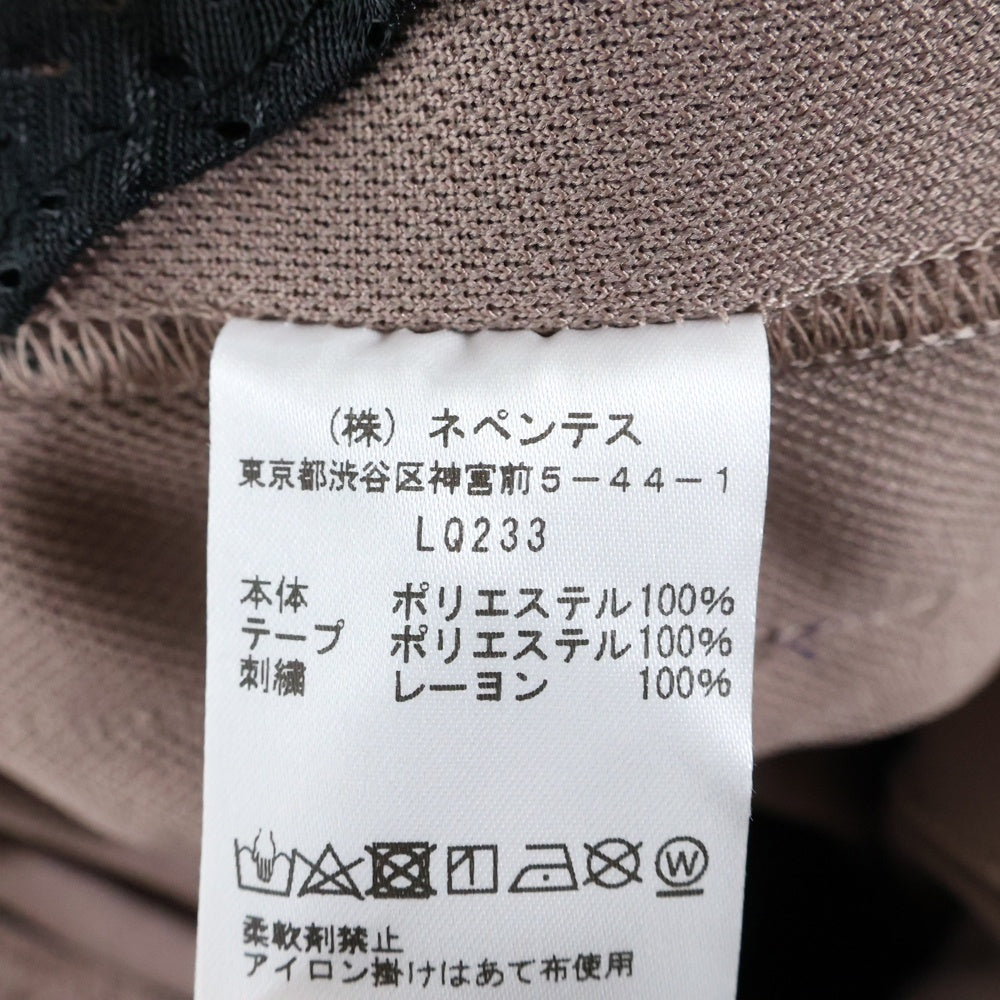 (株) ネペンテス
東京都渋谷区神宮前5-44-1
LQ233
本体 ポリエステル100%
テープ ポリエステル100%
刺繍 レーヨン 100%
W
柔軟剤禁止
アイロン掛けはあて布使用